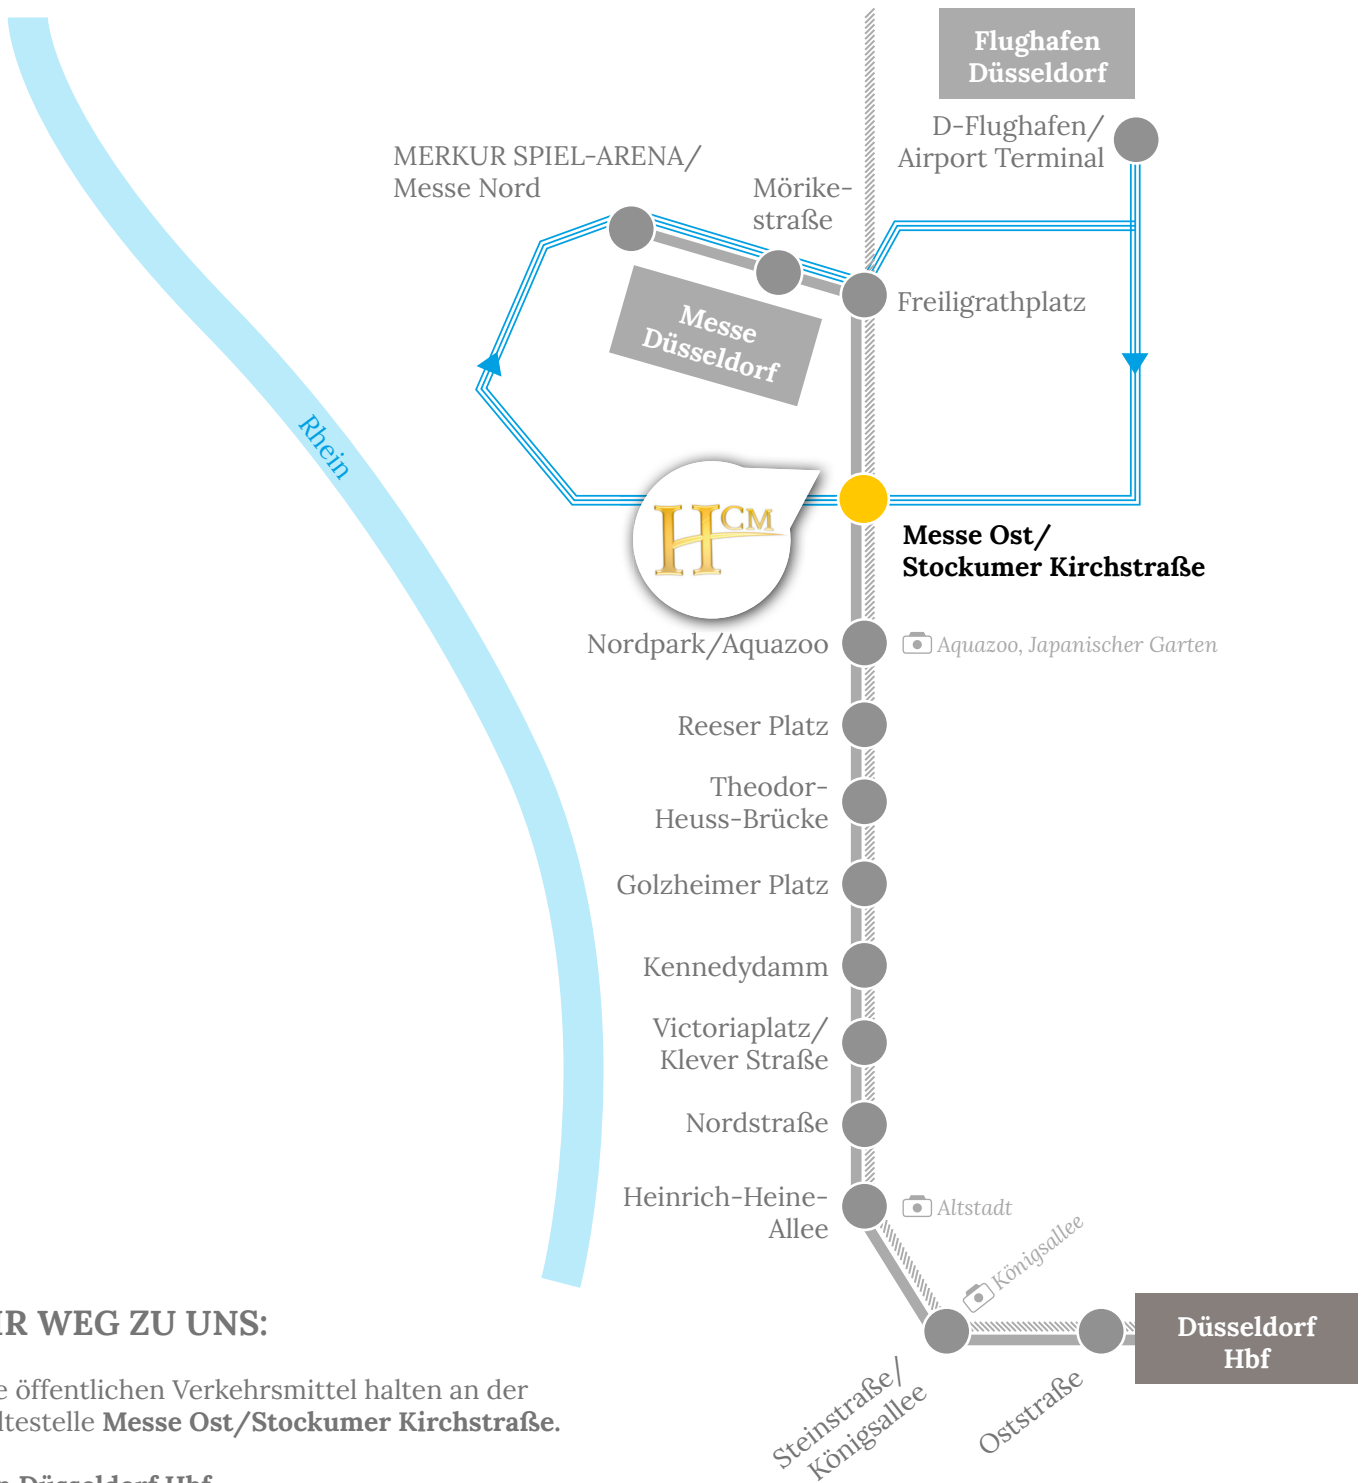 Flughafen
Düsseldorf
D-Flughafen/
Airport Terminal
MERKUR SPIEL-ARENA/
Messe Nord
Mörike-
straße
Freiligrathplatz
Messe
Düsseldorf
Rhein
HCM
Messe Ost/
Stockumer Kirchstraße
Nordpark/Aquazoo
Aquazoo, Japanischer Garten
Reeser Platz
Theodor-
Heuss-Brücke
Golzheimer Platz
Kennedydamm
Victoriaplatz/
Klever Straße
Nordstraße
Heinrich-Heine-
Allee
Altstadt
Königsallee
Düsseldorf
Hbf
Steinstraße/
Königsallee
Oststraße
WEG ZU UNS:
öffentlichen Verkehrsmittel halten an der
Messe Ost/Stockumer Kirchstraße.
Düsseldorf Hbf